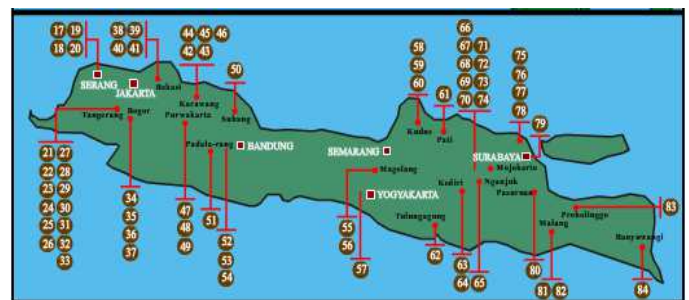 17 19
18 20
38 39
40 41
44 45 46
42 43
50
58
59
60
61
66
67 71
68 72
69 73
70 74
75
76
77
78
79
SERANG
JAKARTA
Bekasi
Tangerang
Bogor
Karawang
Purwakarta
Subang
Padalarang
BANDUNG
SEMARANG
Kudus
Pati
SURABAYA
Mojokerto
Magelang
YOGYAKARTA
Kediri
Nganjuk
Pasuruan
Tulungagung
Malang
Probolinggo
Banyuwangi
21 27
22 28
23 29
24 30
25 31
26 32
33
34
35
36
37
47
48
49
51
52
53
54
55
56
57
62
63
64
65
80
81 82
83
84